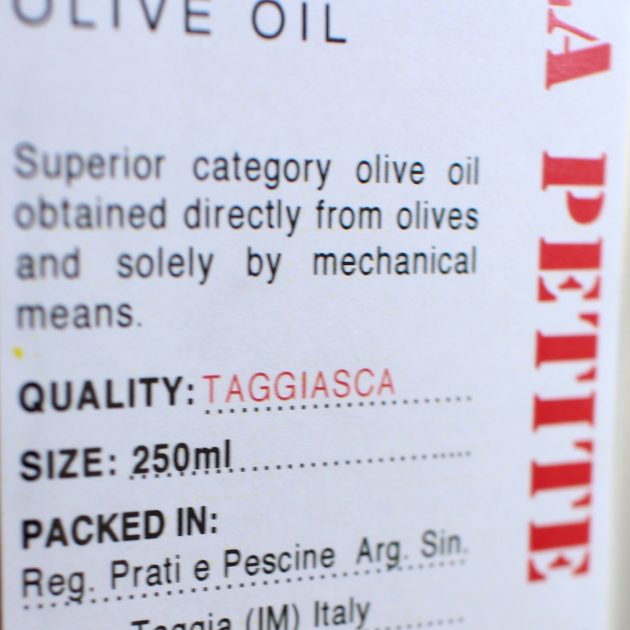 OLIVE OIL
Superior category olive oil
obtained directly from olives
and solely by mechanical
means.
QUALITY: TAGGIASCA
SIZE: 250ml
PACKED IN:
Reg. Prati e Pescine Arg. Sin.
Taggia (IM) Italy
LA PETITE